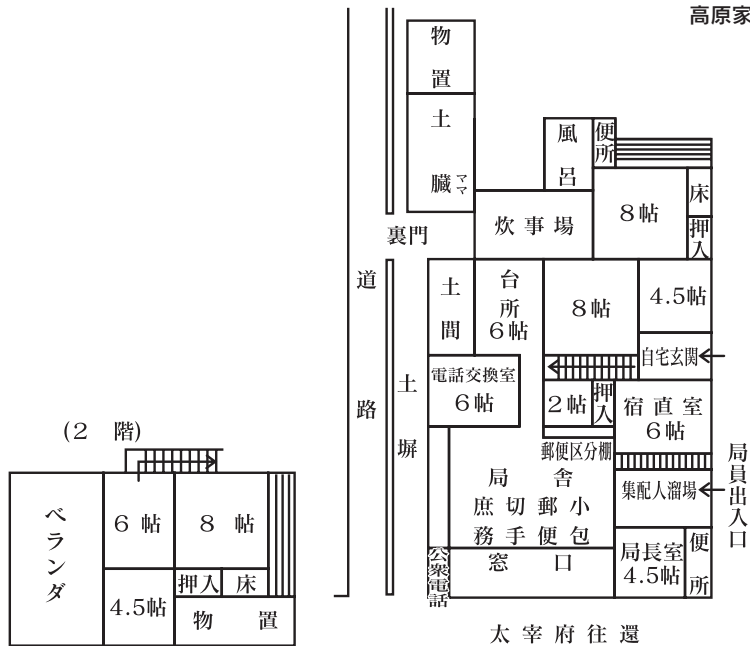 高原家
物置
土臓
ママ
風呂
便所
8帖
床
押入
炊事場
裏門
道路
土塀
土間
台所
6帖
8帖
4.5帖
自宅玄関
電話交換室
6帖
2帖
押入
宿直室
6帖
郵便区分棚
局員出入口
集配人溜場
局舎
小包
郵便
切手
庶務
窓口
公衆電話
局長室
4.5帖
便所
太宰府往還
(2 階)
ベランダ
6帖
8帖
4.5帖
押入
床
物置